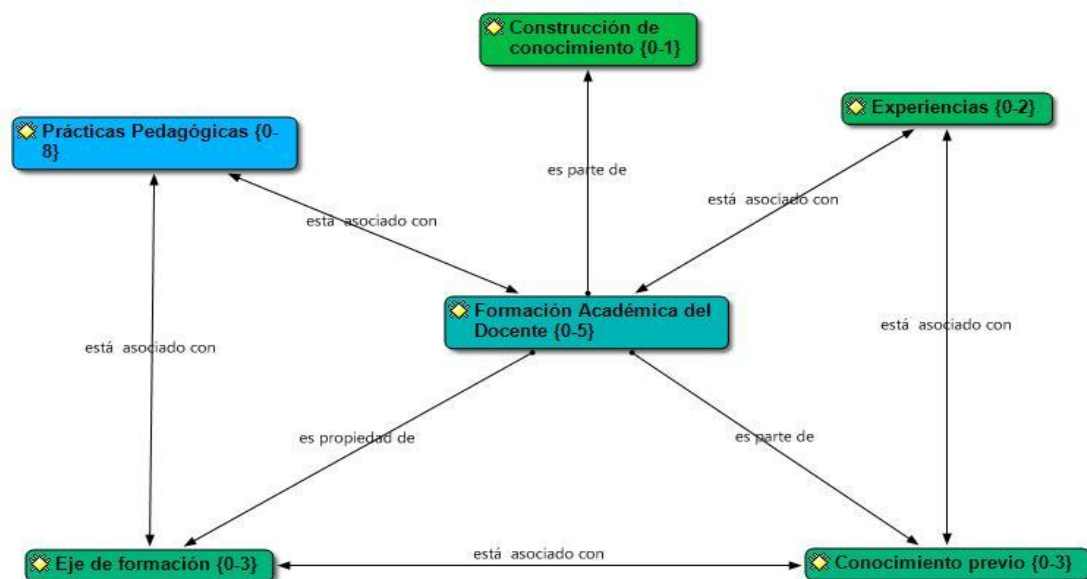 Construcción de
conocimiento {0-1}
Experiencias {0-2}
Prácticas Pedagógicas {0-
8}
es parte de
está  asociado con
está  asociado con
Formación Académica del
Docente {0-5}
está  asociado con
está  asociado con
es propiedad de
es parte de
está  asociado con
Eje de formación {0-3}
Conocimiento previo {0-3}